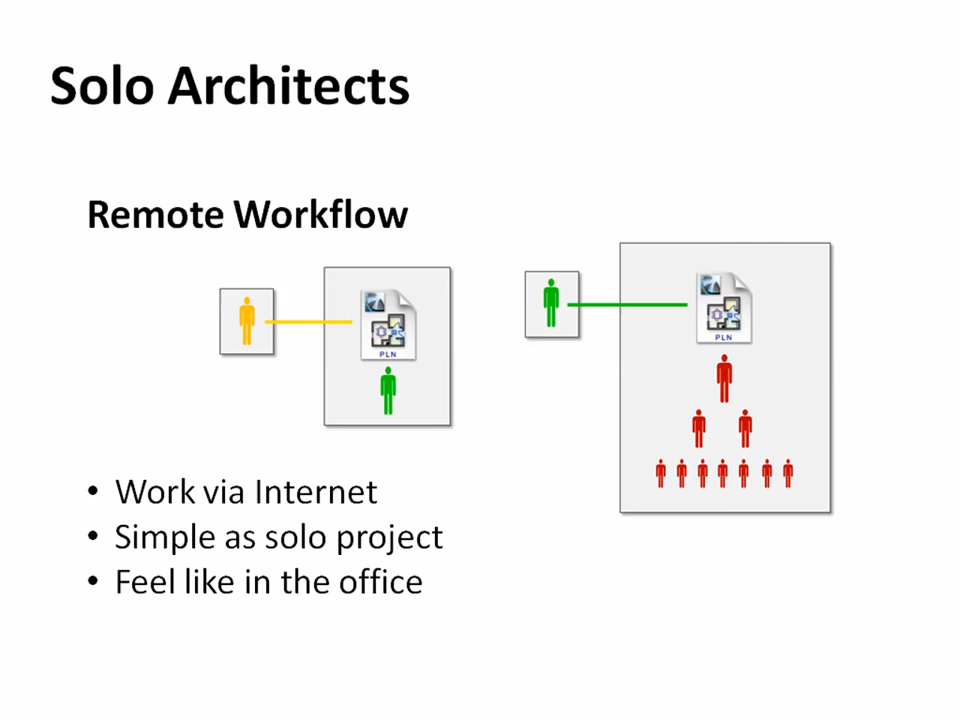 Solo Architects
Remote Workflow
PLN
PLN
• Work via Internet
• Simple as solo project
• Feel like in the office